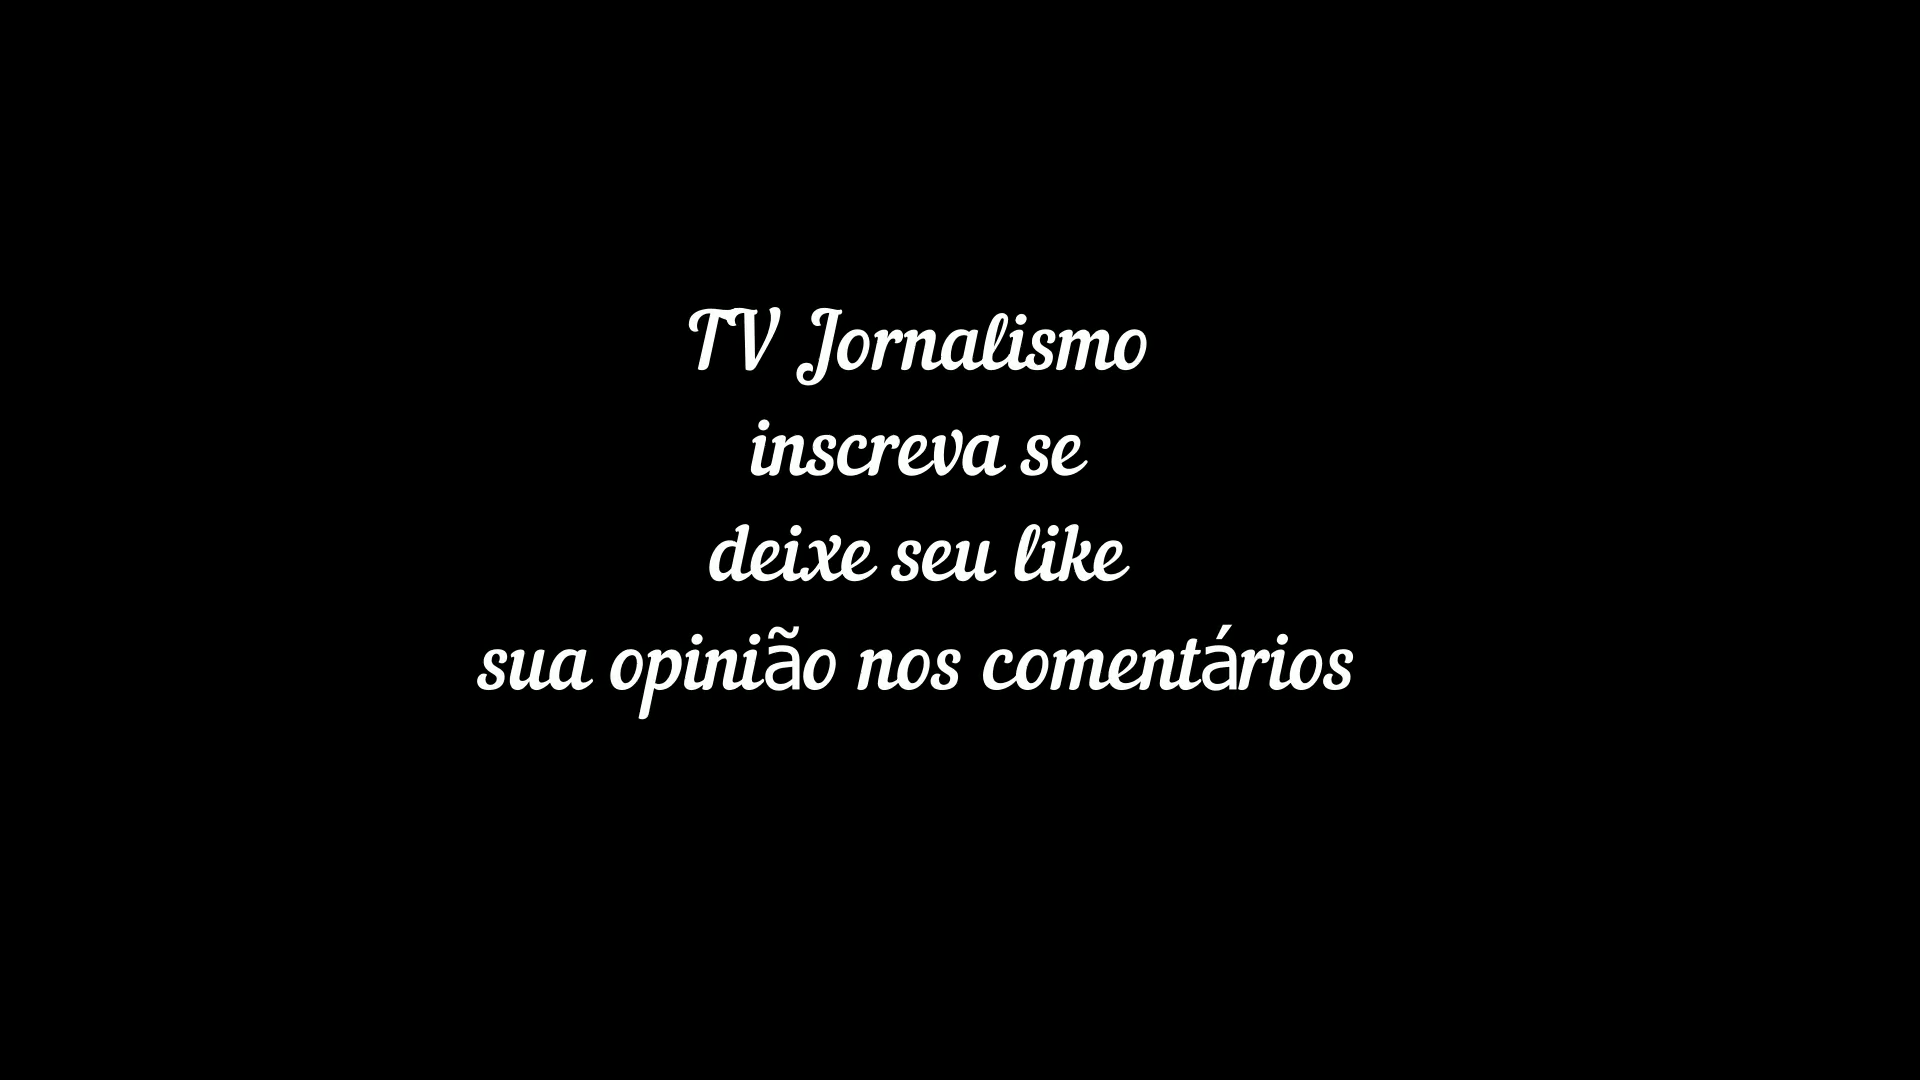 TV Jornalismo
inscreva se
deixe seu like
sua opinião nos comentários